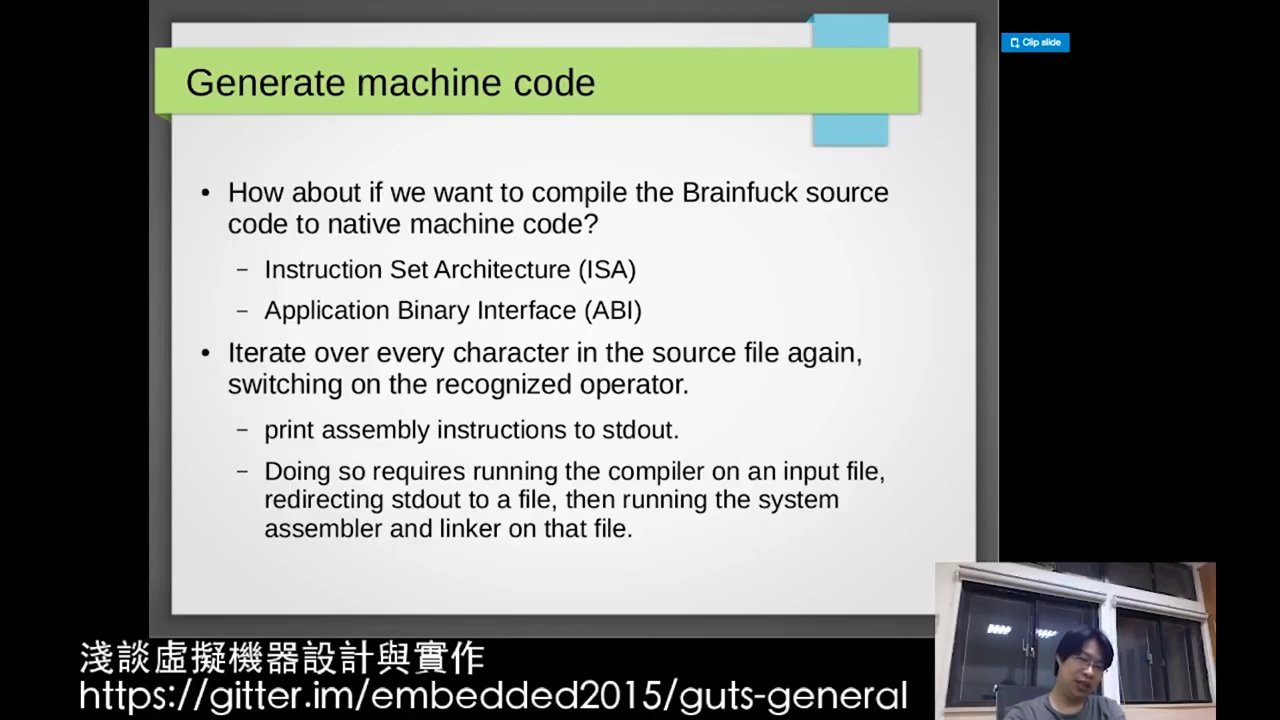 Generate machine code
Clip slide
• How about if we want to compile the Brainfuck source
code to native machine code?
– Instruction Set Architecture (ISA)
– Application Binary Interface (ABI)
• Iterate over every character in the source file again,
switching on the recognized operator.
– print assembly instructions to stdout.
– Doing so requires running the compiler on an input file,
redirecting stdout to a file, then running the system
assembler and linker on that file.
淺談虛擬機器設計與實作
https://gitter.im/embedded2015/guts-general